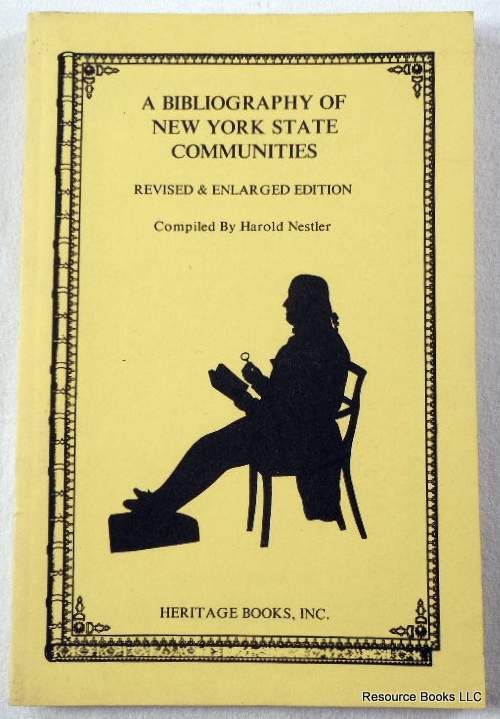 A BIBLIOGRAPHY OF
NEW YORK STATE
COMMUNITIES
REVISED & ENLARGED EDITION
Compiled By Harold Nestler
HERITAGE BOOKS, INC.
Resource Books LLC